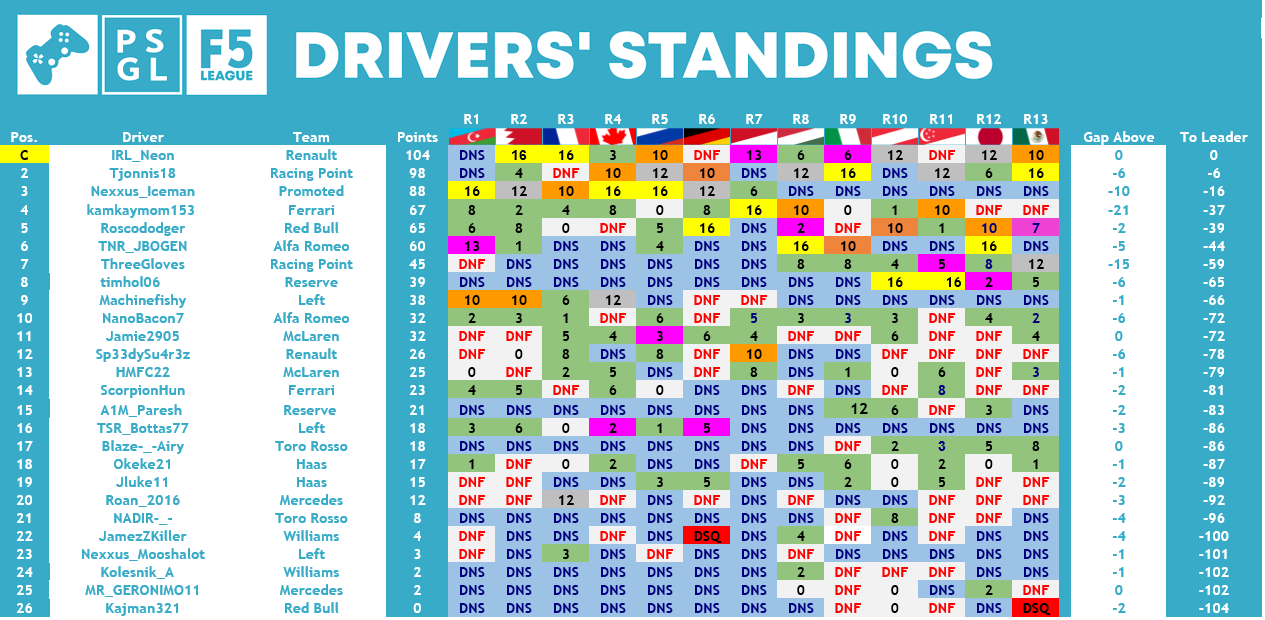 PS GL F5 LEAGUE DRIVERS' STANDINGS
R1 R2 R3 R4 R5 R6 R7 R8 R9 R10 R11 R12 R13
Pos. Driver Team Points Gap Above To Leader
C IRL_Neon Renault 104 DNS 16 16 3 10 DNF 13 6 6 12 DNF 12 10 0 0
2 Tjonnis18 Racing Point 98 DNS 4 DNF 10 12 10 DNS 12 16 DNS 12 6 16 -6 -6
3 Nexxus_Iceman Promoted 88 16 12 10 16 16 12 6 DNS DNS DNS DNS DNS DNS -10 -16
4 kamkaymom153 Ferrari 67 8 2 4 8 0 8 16 10 0 1 10 DNF DNF -21 -37
5 Roscododger Red Bull 65 6 8 0 DNF 5 16 DNS 2 DNF 10 1 10 7 -2 -39
6 TNR_JBOGEN Alfa Romeo 60 13 1 DNS DNS 4 DNS DNS 16 10 DNS DNS 16 DNS -5 -44
7 ThreeGloves Racing Point 45 DNF DNS DNS DNS DNS DNS DNS 8 8 4 5 8 12 -15 -59
8 timhol06 Reserve 39 DNS DNS DNS DNS DNS DNS DNS DNS DNS 16 16 2 5 -6 -65
9 Machinefishy Left 38 10 10 6 12 DNS DNF DNF DNS DNS DNS DNS DNS DNS -1 -66
10 NanoBacon7 Alfa Romeo 32 2 3 1 DNF 6 DNF 5 3 3 3 DNF 4 2 -6 -72
11 Jamie2905 McLaren 32 DNF DNF 5 4 3 6 4 DNF DNF 6 DNF DNF 4 0 -72
12 Sp33dySu4r3z Renault 26 DNF 0 8 DNS 8 DNF 10 DNS DNS DNF DNF DNF DNF -6 -78
13 HMFC22 McLaren 25 0 DNF 2 5 DNS DNF 8 DNS 1 0 6 DNF 3 -1 -79
14 ScorpionHun Ferrari 23 4 5 DNF 6 0 DNS DNS DNF DNS DNF 8 DNF DNF -2 -81
15 A1M_Paresh Reserve 21 DNS DNS DNS DNS DNS DNS DNS DNS 12 6 DNF 3 DNS -2 -83
16 TSR_Bottas77 Left 18 3 6 0 2 1 5 DNS DNS DNS DNS DNS DNS DNS -3 -86
17 Blaze-_-Airy Toro Rosso 18 DNS DNS DNS DNS DNS DNS DNS DNS DNF 2 3 5 8 0 -86
18 Okeke21 Haas 17 1 DNF 0 2 DNS DNS DNF 5 6 0 2 0 1 -1 -87
19 Jluke11 Haas 15 DNF DNF DNS DNS 3 5 DNS DNS 2 0 5 DNF DNF -2 -89
20 Roan_2016 Mercedes 12 DNF DNF 12 DNF DNS DNF DNF DNF DNS DNS DNF DNS DNS -3 -92
21 NADIR-_- Toro Rosso 8 DNS DNS DNS DNS DNS DNS DNS DNS DNF 8 DNF DNF DNS -4 -96
22 JamezZKiller Williams 4 DNF DNS DNS DNF DNS DSQ DNS 4 DNF DNS DNF DNS DNS -4 -100
23 Nexxus_Mooshalot Left 3 DNF DNS 3 DNS DNF DNS DNS DNF DNS DNS DNS DNS DNS -1 -101
24 Kolesnik_A Williams 2 DNS DNS DNS DNS DNS DNS DNS 2 DNF DNF DNF DNS DNS -1 -102
25 MR_GERONIMO11 Mercedes 2 DNS DNS DNS DNS DNS DNS DNS 0 DNF 0 DNS 2 DNF 0 -102
26 Kajman321 Red Bull 0 DNS DNS DNS DNS DNS DNS DNS DNS DNF 0 DNF DNS DSQ -2 -104